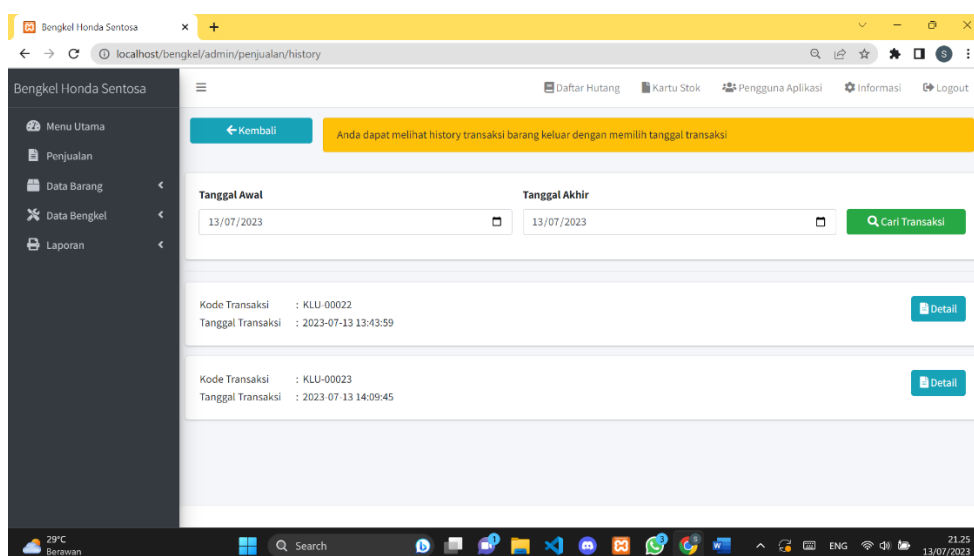 Bengkel Honda Sentosa
localhost/bengkel/admin/penjualan/history
S
Bengkel Honda Sentosa
Daftar Hutang
Kartu Stok
Pengguna Aplikasi
Informasi
Logout
Menu Utama
Penjualan
Data Barang
Data Bengkel
Laporan
Kembali
Anda dapat melihat history transaksi barang keluar dengan memilih tanggal transaksi
Tanggal Awal
Tanggal Akhir
13/07/2023
13/07/2023
Cari Transaksi
Kode Transaksi : KLU-00022
Tanggal Transaksi : 2023-07-13 13:43:59
Detail
Kode Transaksi : KLU-00023
Tanggal Transaksi : 2023-07-13 14:09:45
Detail
29°C
Berawan
Search
ENG
21.25
13/07/2023